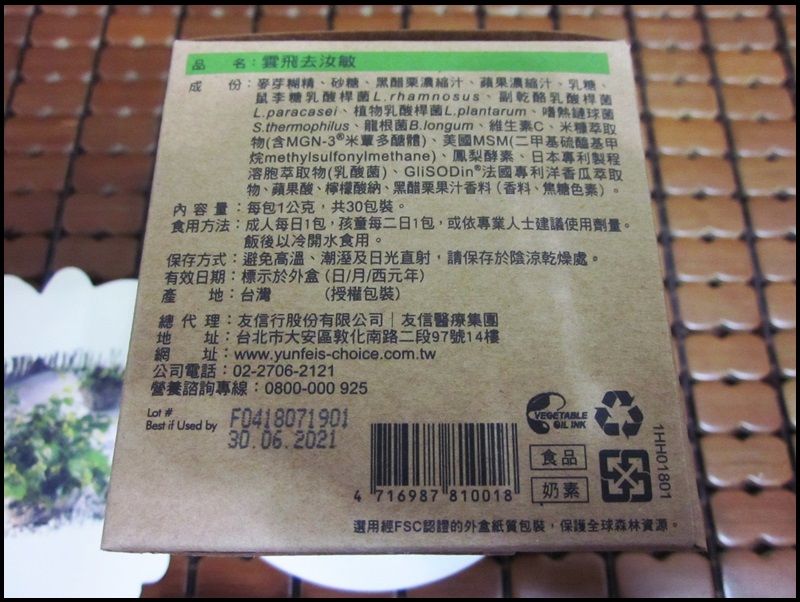 品 名：雲飛去汝敏
成 份：麥芽糊精、砂糖、黑醋栗濃縮汁、蘋果濃縮汁、乳糖、
鼠李糖乳酸桿菌L.rhamnosus、副乾酪乳酸桿菌
L.paracasei、植物乳酸桿菌L.plantarum、嗜熱鏈球菌
S.thermophilus、龍根菌B.longum、維生素C、米糠萃取
物(含MGN-3®米蕈多醣體)、美國MSM(二甲基硫醯基甲
烷methylsulfonylmethane)、鳳梨酵素、日本專利製程
溶胞萃取物(乳酸菌)、GliSODin®法國專利洋香瓜萃取
物、蘋果酸、檸檬酸鈉、黑醋栗果汁香料（香料、焦糖色素）。
內 容 量：每包1公克，共30包裝。
食用方法：成人每日1包，孩童每二日1包，或依專業人士建議使用劑量。
飯後以冷開水食用。
保存方式：避免高溫、潮溼及日光直射，請保存於陰涼乾燥處。
有效日期：標示於外盒 (日/月/西元年)
產 地：台灣 (授權包裝)
總 代 理：友信行股份有限公司｜友信醫療集團
地 址：台北市大安區敦化南路二段97號14樓
網 址：www.yunfeis-choice.com.tw
公司電話：02-2706-2121
營養諮詢專線：0800-000 925
Lot # F0418071901
Best if Used by 30.06.2021
VEGETABLE
OIL INK
食品
奶素
1HH01801
4 716987 810018
選用經FSC認證的外盒紙質包裝，保護全球森林資源。